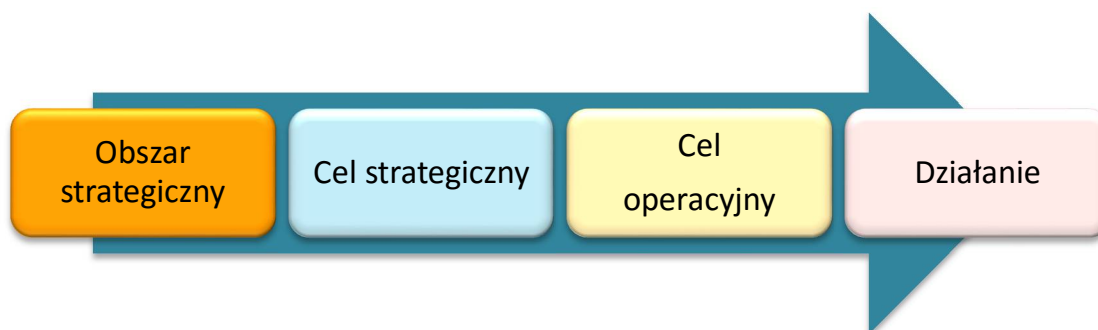 Obszar
strategiczny
Cel strategiczny
Cel
operacyjny
Działanie